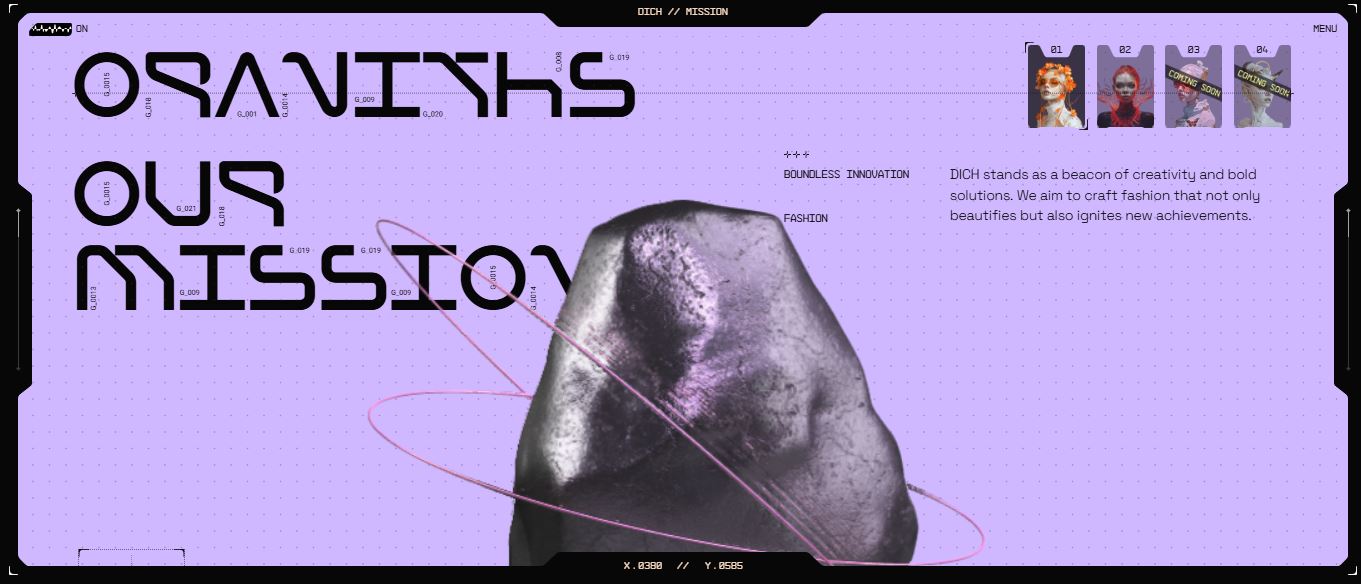 DICH // MISSION
ON
MENU
ORANITHS
G_0015
G_018
G_001
G_0014
G_009
G_020
G_008
G_019
01
02
03
04
COMING SOON
COMING SOON
OUR
G_0015
G_021
G_018
MISSION
G_0013
G_009
G_019
G_019
G_009
G_0015
G_0014
BOUNDLESS INNOVATION
FASHION
DICH stands as a beacon of creativity and bold
solutions. We aim to craft fashion that not only
beautifies but also ignites new achievements.
X.0380 // Y.0585